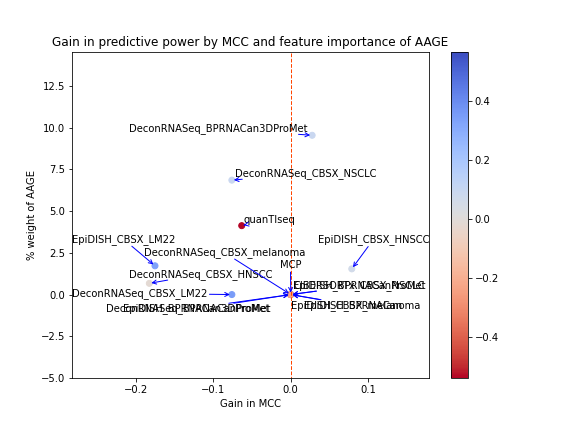 Gain in predictive power by MCC and feature importance of AAGE
12.5
10.0
7.5
5.0
2.5
0.0
−2.5
−5.0
% weight of AAGE
DeconRNASeq_BPRNACan3DProMet
DeconRNASeq_CBSX_NSCLC
quanTIseq
EpiDISH_CBSX_LM22
EpiDISH_CBSX_HNSCC
DeconRNASeq_CBSX_melanoma
MCP
DeconRNASeq_CBSX_HNSCC
DeconRNASeq_CBSX_LM22
−0.2
−0.1
0.0
0.1
Gain in MCC
0.4
0.2
0.0
−0.2
−0.4